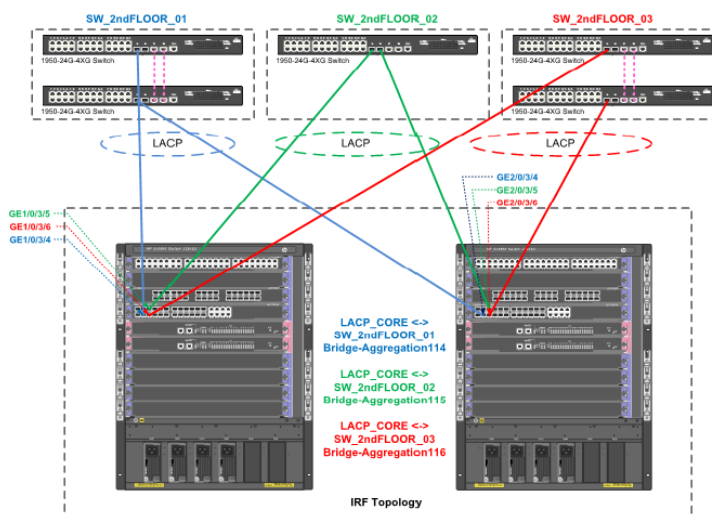 SW_2ndFLOOR_01
SW_2ndFLOOR_02
SW_2ndFLOOR_03
1950-24G-4XG Switch
1950-24G-4XG Switch
1950-24G-4XG Switch
1950-24G-4XG Switch
1950-24G-4XG Switch
LACP
LACP
LACP
GE2/0/3/4
GE2/0/3/5
GE2/0/3/6
GE1/0/3/5
GE1/0/3/6
GE1/0/3/4
LACP_CORE <->
SW_2ndFLOOR_01
Bridge-Aggregation114
LACP_CORE <->
SW_2ndFLOOR_02
Bridge-Aggregation115
LACP_CORE <->
SW_2ndFLOOR_03
Bridge-Aggregation116
IRF Topology